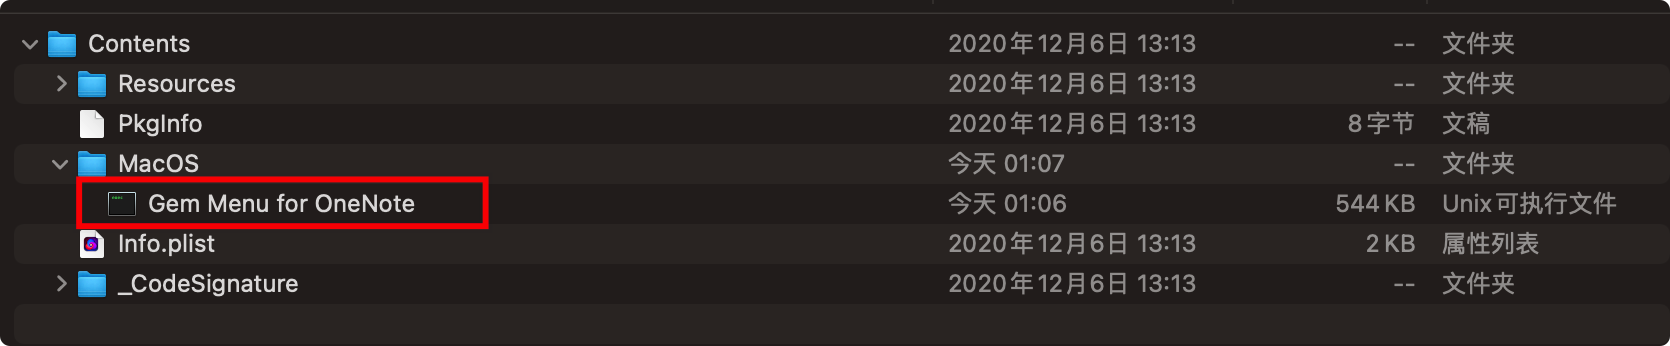 Contents 2020年12月6日 13:13 -- 文件夹
Resources 2020年12月6日 13:13 -- 文件夹
PkgInfo 2020年12月6日 13:13 8字节 文稿
MacOS 今天 01:07 -- 文件夹
Gem Menu for OneNote 今天 01:06 544 KB Unix可执行文件
Info.plist 2020年12月6日 13:13 2 KB 属性列表
_CodeSignature 2020年12月6日 13:13 -- 文件夹